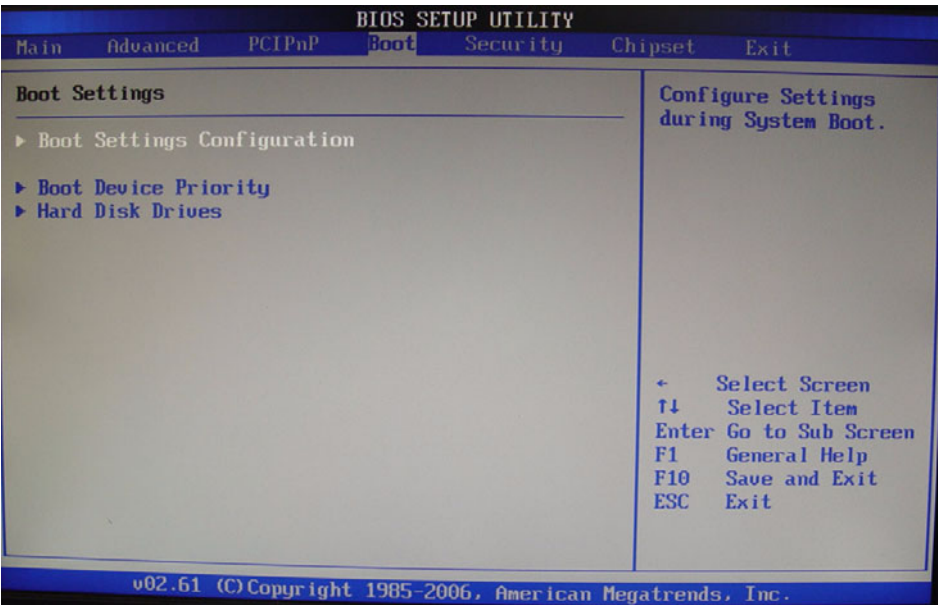 BIOS SETUP UTILITY
Main Advanced PCIPnP Boot Security Chipset Exit
Boot Settings
▶ Boot Settings Configuration
▶ Boot Device Priority
▶ Hard Disk Drives
Configure Settings
during System Boot.
← Select Screen
↑↓ Select Item
Enter Go to Sub Screen
F1 General Help
F10 Save and Exit
ESC Exit
v02.61 (C)Copyright 1985-2006, American Megatrends, Inc.